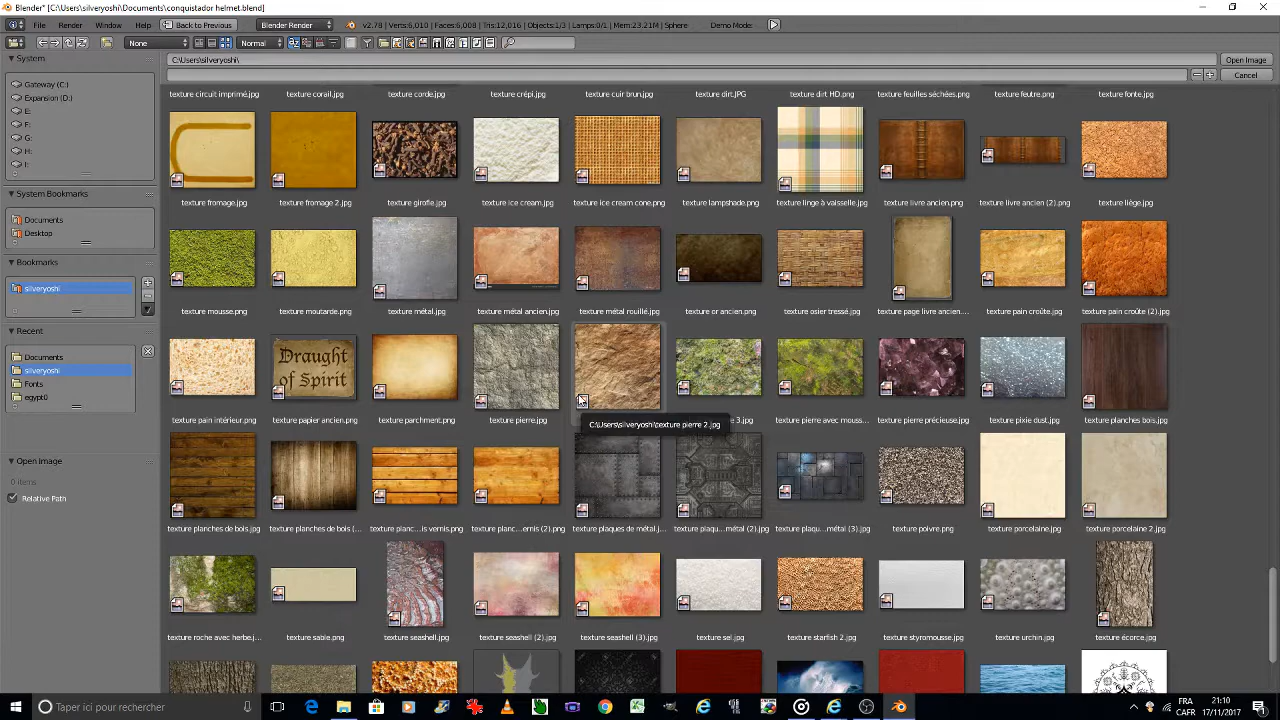 Blender* [C:\Users\silveryoshi\Documents\conquistador helmet.blend]
File Render Window Help Back to Previous Blender Render v2.78 | Verts:6,010 | Faces:6,008 | Tris:12,016 | Objects:1/3 | Lamps:0/1 | Mem:23.21M | Sphere Demo Mode:
None Normal
System
C:\Users\silveryoshi\ Open Image
Cancel
Gateway (C:)
Expansion (D:)
E:
G:
H:
I:
System Bookmarks
Documents
Desktop
Bookmarks
silveryoshi
Recent
Documents
silveryoshi
Fonts
egypt0
Open Image
0 items
Relative Path
texture circuit imprimé.jpg texture corail.jpg texture corde.jpg texture crépi.jpg texture cuir brun.jpg texture dirt.JPG texture dirt HD.png texture feuilles séchées.png texture feutre.png texture fonte.jpg
texture fromage.jpg texture fromage 2.jpg texture girofle.jpg texture ice cream.jpg texture ice cream cone.png texture lampshade.png texture linge à vaisselle.jpg texture livre ancien.png texture livre ancien (2).png texture liège.jpg
texture mousse.png texture moutarde.png texture métal.jpg texture métal ancien.jpg texture métal rouillé.jpg texture or ancien.png texture osier tressé.jpg texture page livre ancien.... texture pain croûte.jpg texture pain croûte (2).jpg
Draught
of Spirit
texture pain intérieur.png texture papier ancien.png texture parchment.png texture pierre.jpg 3.jpg texture pierre avec mouss... texture pierre précieuse.jpg texture pixie dust.jpg texture planches bois.jpg
C:\Users\silveryoshi\texture pierre 2.jpg
texture planches de bois.jpg texture planches de bois (... texture planc...is vernis.png texture planc...ernis (2).png texture plaques de métal.j... texture plaqu...métal (2).jpg texture plaqu...métal (3).jpg texture poivre.png texture porcelaine.jpg texture porcelaine 2.jpg
texture roche avec herbe.j... texture sable.png texture seashell.jpg texture seashell (2).jpg texture seashell (3).jpg texture sel.jpg texture starfish 2.jpg texture styromousse.jpg texture urchin.jpg texture écorce.jpg
Taper ici pour rechercher
FRA
CAFR
21:10
17/11/2017